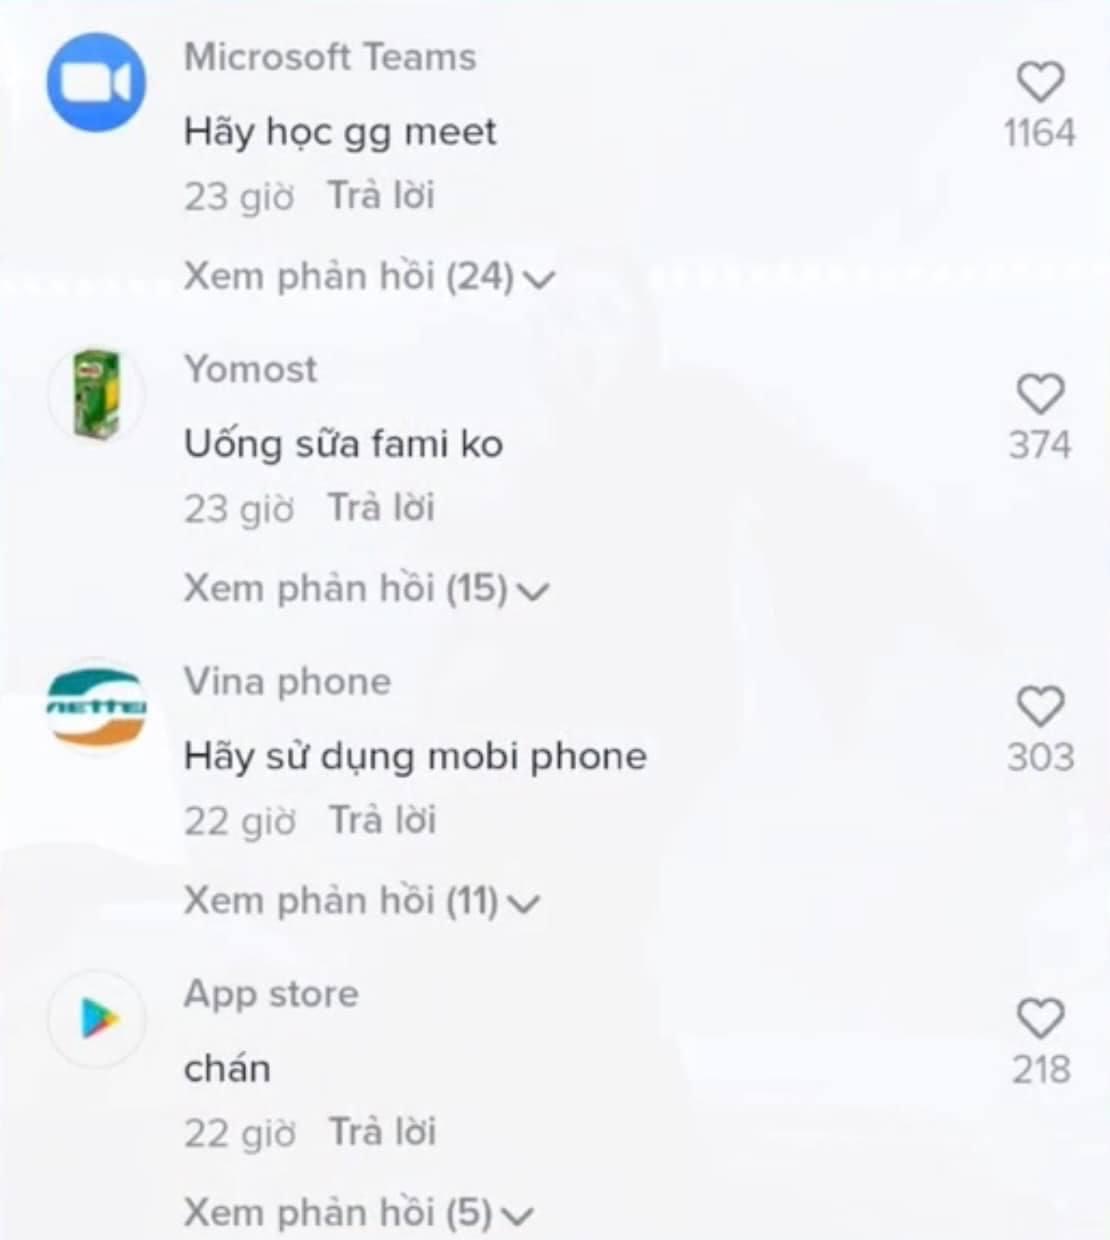 Microsoft Teams
Hãy học gg meet
1164
23 giờ Trả lời
Xem phản hồi (24)
Yomost
Uống sữa fami ko
374
23 giờ Trả lời
Xem phản hồi (15)
Vina phone
VIETTEL
Hãy sử dụng mobi phone
303
22 giờ Trả lời
Xem phản hồi (11)
App store
chán
218
22 giờ Trả lời
Xem phản hồi (5)